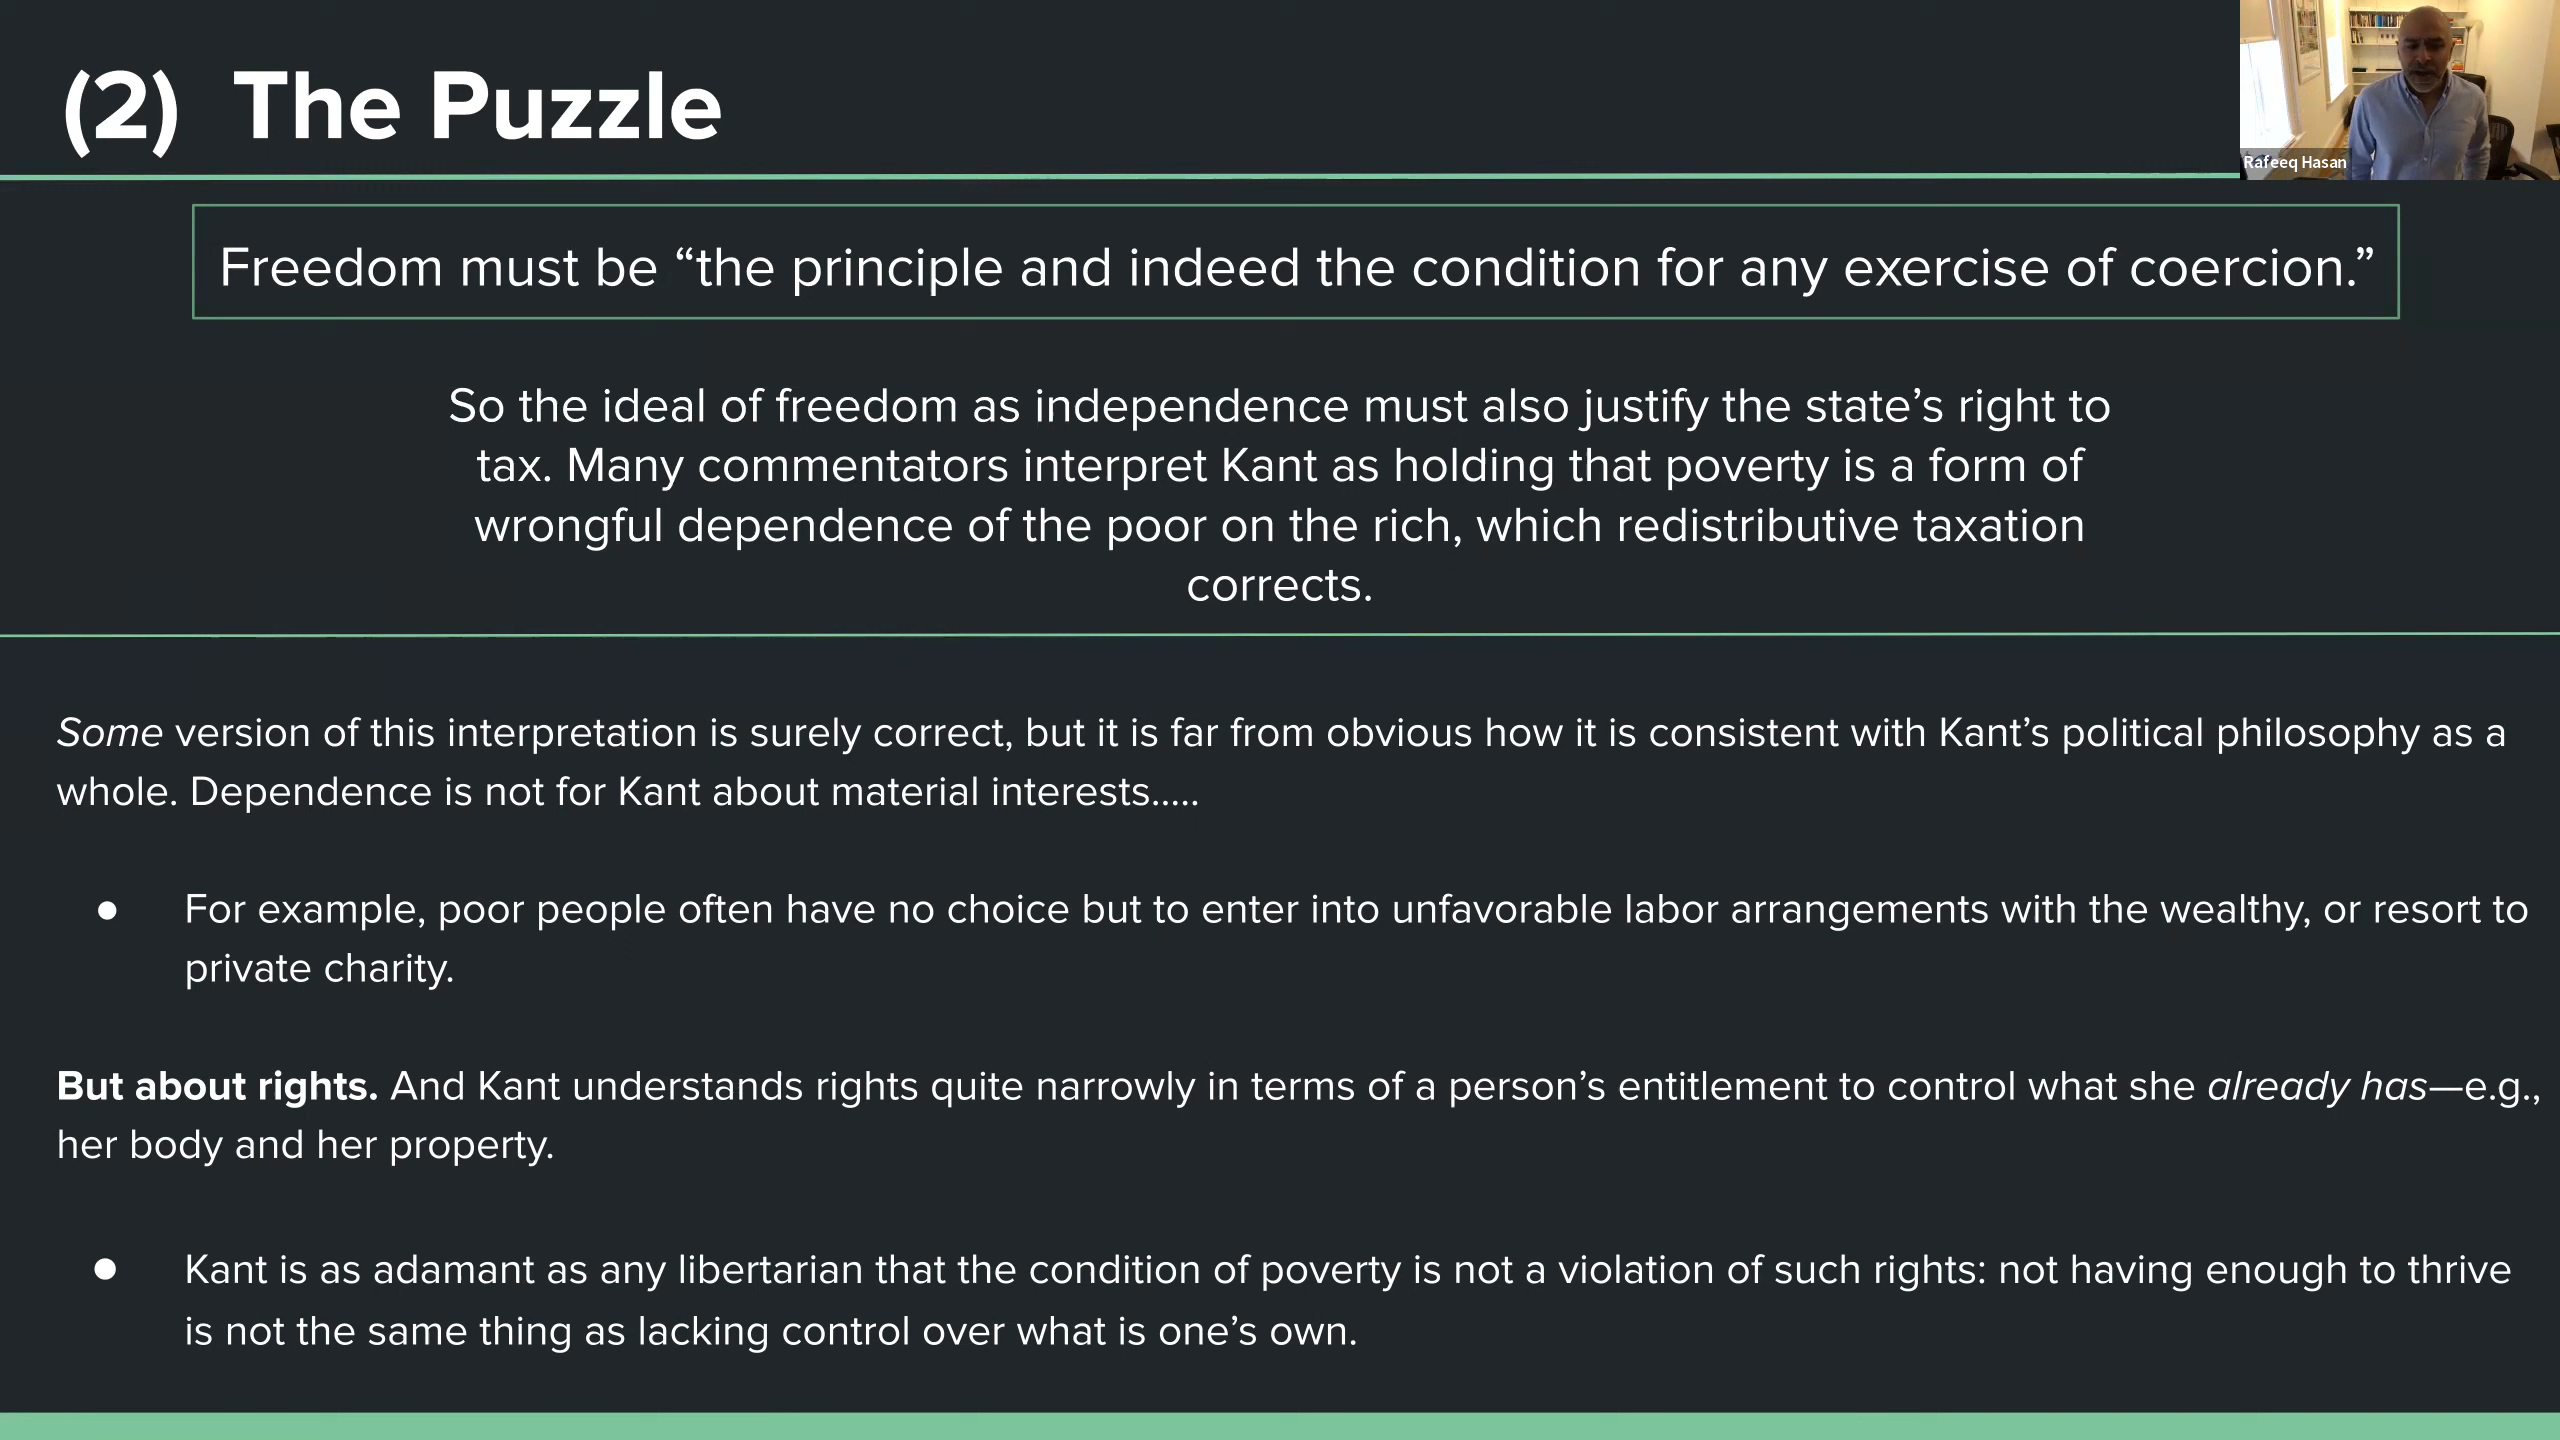 (2) The Puzzle
Rafeeq Hasan
Freedom must be “the principle and indeed the condition for any exercise of coercion.”
So the ideal of freedom as independence must also justify the state’s right to
tax. Many commentators interpret Kant as holding that poverty is a form of
wrongful dependence of the poor on the rich, which redistributive taxation
corrects.
Some version of this interpretation is surely correct, but it is far from obvious how it is consistent with Kant’s political philosophy as a
whole. Dependence is not for Kant about material interests.....
● For example, poor people often have no choice but to enter into unfavorable labor arrangements with the wealthy, or resort to
private charity.
But about rights. And Kant understands rights quite narrowly in terms of a person’s entitlement to control what she already has—e.g.,
her body and her property.
● Kant is as adamant as any libertarian that the condition of poverty is not a violation of such rights: not having enough to thrive
is not the same thing as lacking control over what is one’s own.